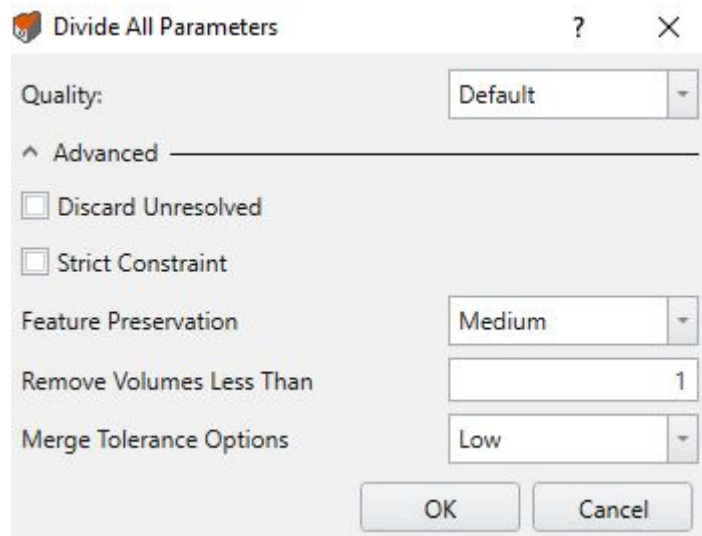 Divide All Parameters ? ×
Quality: Default
Advanced
Discard Unresolved
Strict Constraint
Feature Preservation Medium
Remove Volumes Less Than 1
Merge Tolerance Options Low
OK Cancel